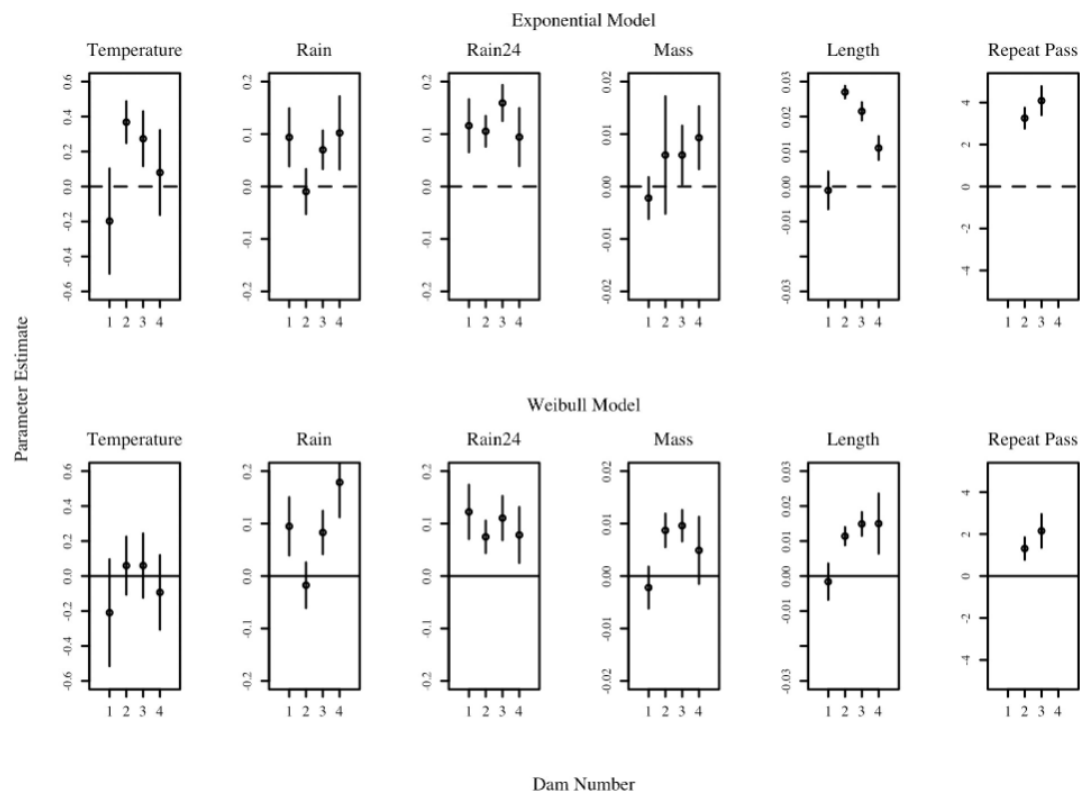 Exponential Model
Temperature Rain Rain24 Mass Length Repeat Pass
0.6 0.4 0.2 0.0 -0.2 -0.4 -0.6
0.2 0.1 0.0 -0.1 -0.2
0.2 0.1 0.0 -0.1 -0.2
0.02 0.01 0.00 -0.01 -0.02
0.03 0.02 0.01 0.00 -0.01 -0.03
4 2 0 -2 -4
1 2 3 4 1 2 3 4 1 2 3 4 1 2 3 4 1 2 3 4 1 2 3 4
Parameter Estimate
Weibull Model
Temperature Rain Rain24 Mass Length Repeat Pass
0.6 0.4 0.2 0.0 -0.2 -0.4 -0.6
0.2 0.1 0.0 -0.1 -0.2
0.2 0.1 0.0 -0.1 -0.2
0.02 0.01 0.00 -0.01 -0.02
0.03 0.02 0.01 0.00 -0.01 -0.03
4 2 0 -2 -4
1 2 3 4 1 2 3 4 1 2 3 4 1 2 3 4 1 2 3 4 1 2 3 4
Dam Number